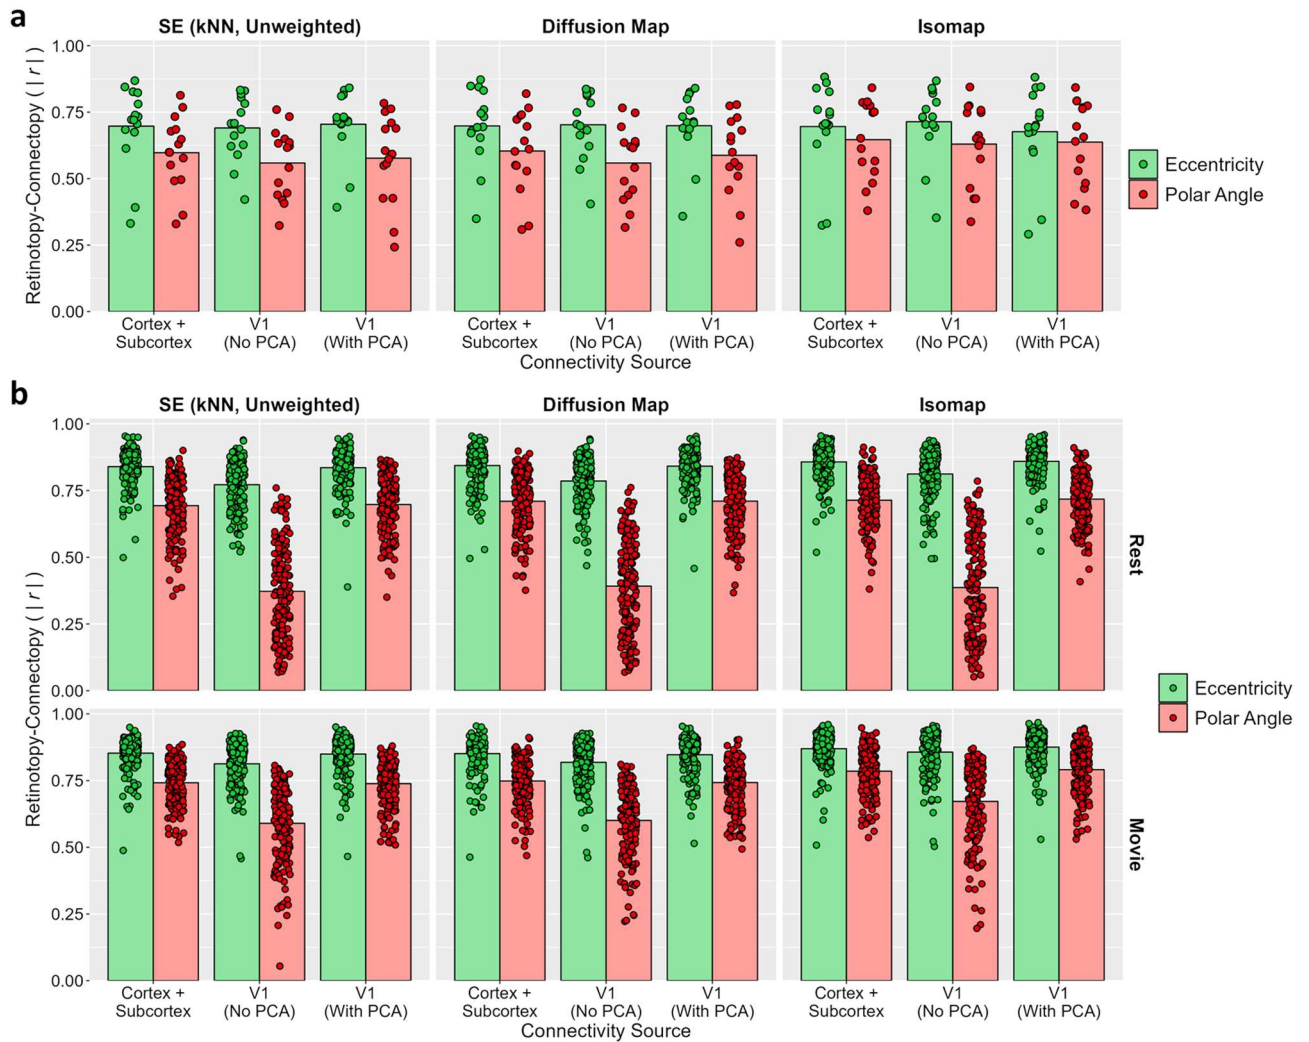 a
SE (kNN, Unweighted) Diffusion Map Isomap
Retinotopy-Connectopy ( | r | )
1.00
0.75
0.50
0.25
0.00
Cortex + V1 V1 Cortex + V1 V1 Cortex + V1 V1
Subcortex (No PCA) (With PCA) Subcortex (No PCA) (With PCA) Subcortex (No PCA) (With PCA)
Connectivity Source
Eccentricity
Polar Angle
b
SE (kNN, Unweighted) Diffusion Map Isomap
Retinotopy-Connectopy ( | r | )
1.00
0.75
0.50
0.25
0.00
Rest
Eccentricity
Polar Angle
Retinotopy-Connectopy ( | r | )
1.00
0.75
0.50
0.25
0.00
Movie
Cortex + V1 V1 Cortex + V1 V1 Cortex + V1 V1
Subcortex (No PCA) (With PCA) Subcortex (No PCA) (With PCA) Subcortex (No PCA) (With PCA)
Connectivity Source